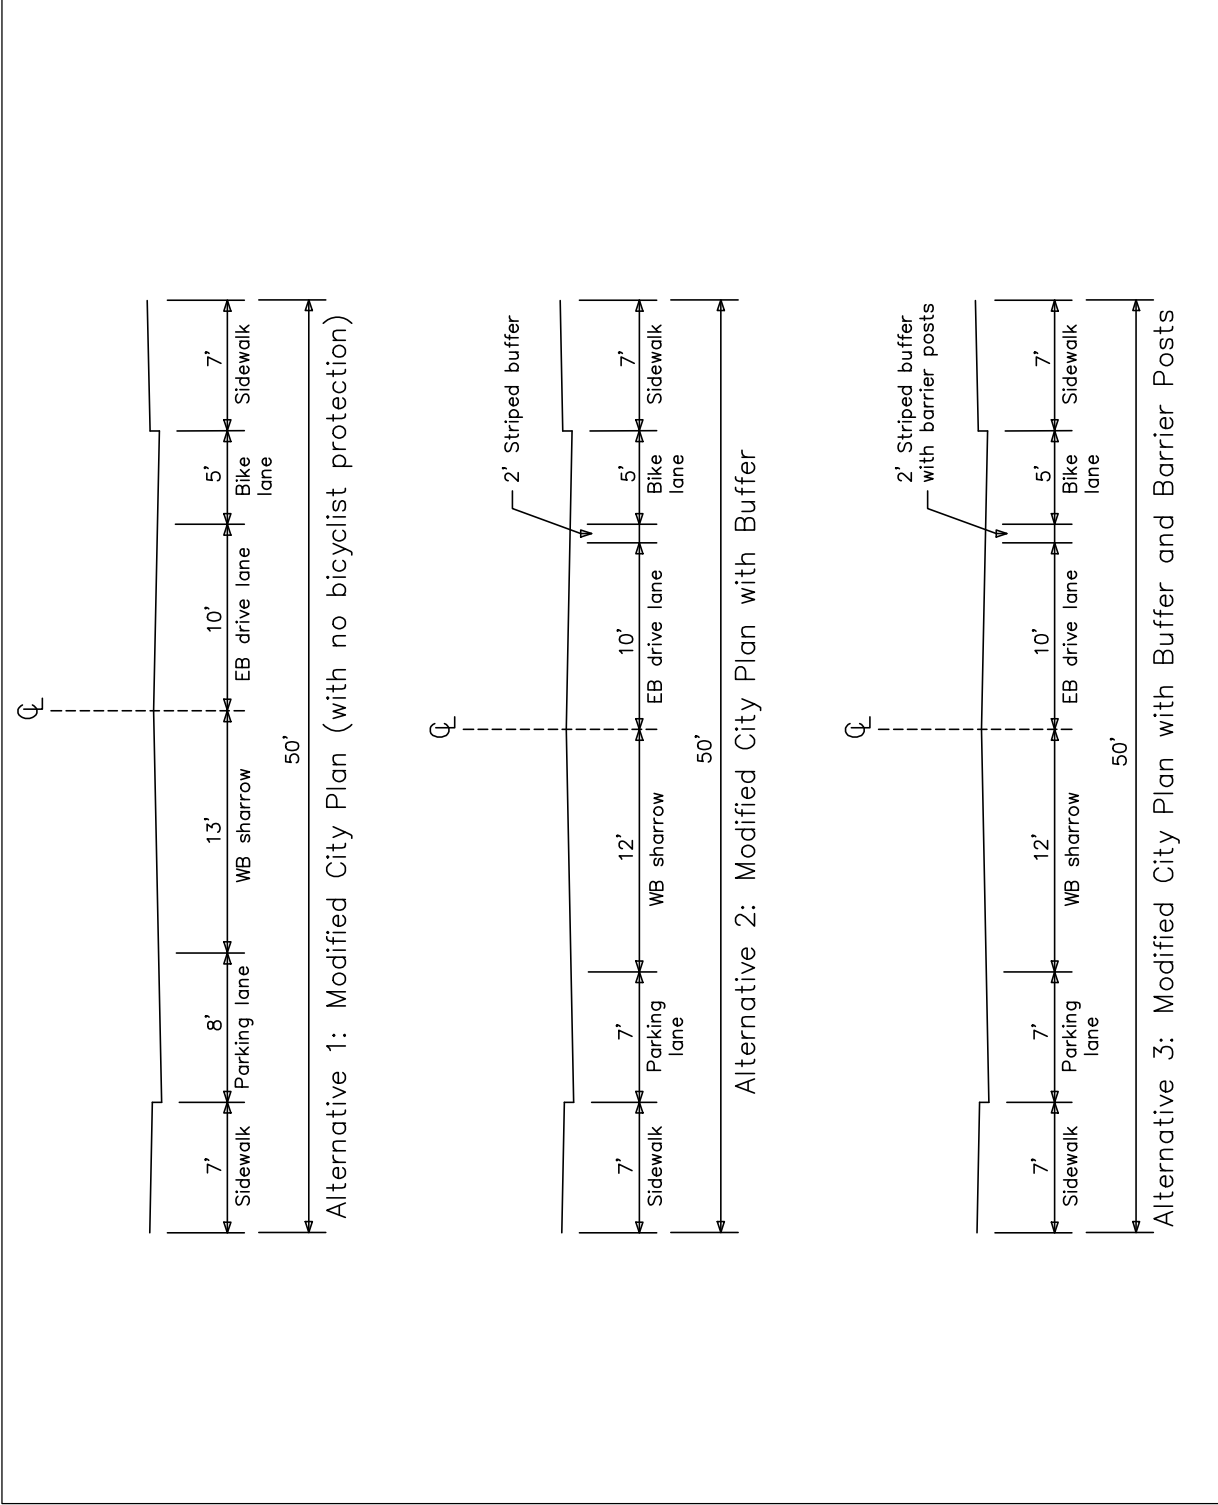 ℄
7'
8'
13'
10'
5'
7'
Sidewalk
Parking lane
WB sharrow
EB drive lane
Bike
lane
Sidewalk
50'
Alternative 1: Modified City Plan (with no bicyclist protection)
℄
2' Striped buffer
7'
7'
12'
10'
5'
7'
Sidewalk
Parking
lane
WB sharrow
EB drive lane
Bike
lane
Sidewalk
50'
Alternative 2: Modified City Plan with Buffer
℄
2' Striped buffer
with barrier posts
7'
7'
12'
10'
5'
7'
Sidewalk
Parking
lane
WB sharrow
EB drive lane
Bike
lane
Sidewalk
50'
Alternative 3: Modified City Plan with Buffer and Barrier Posts